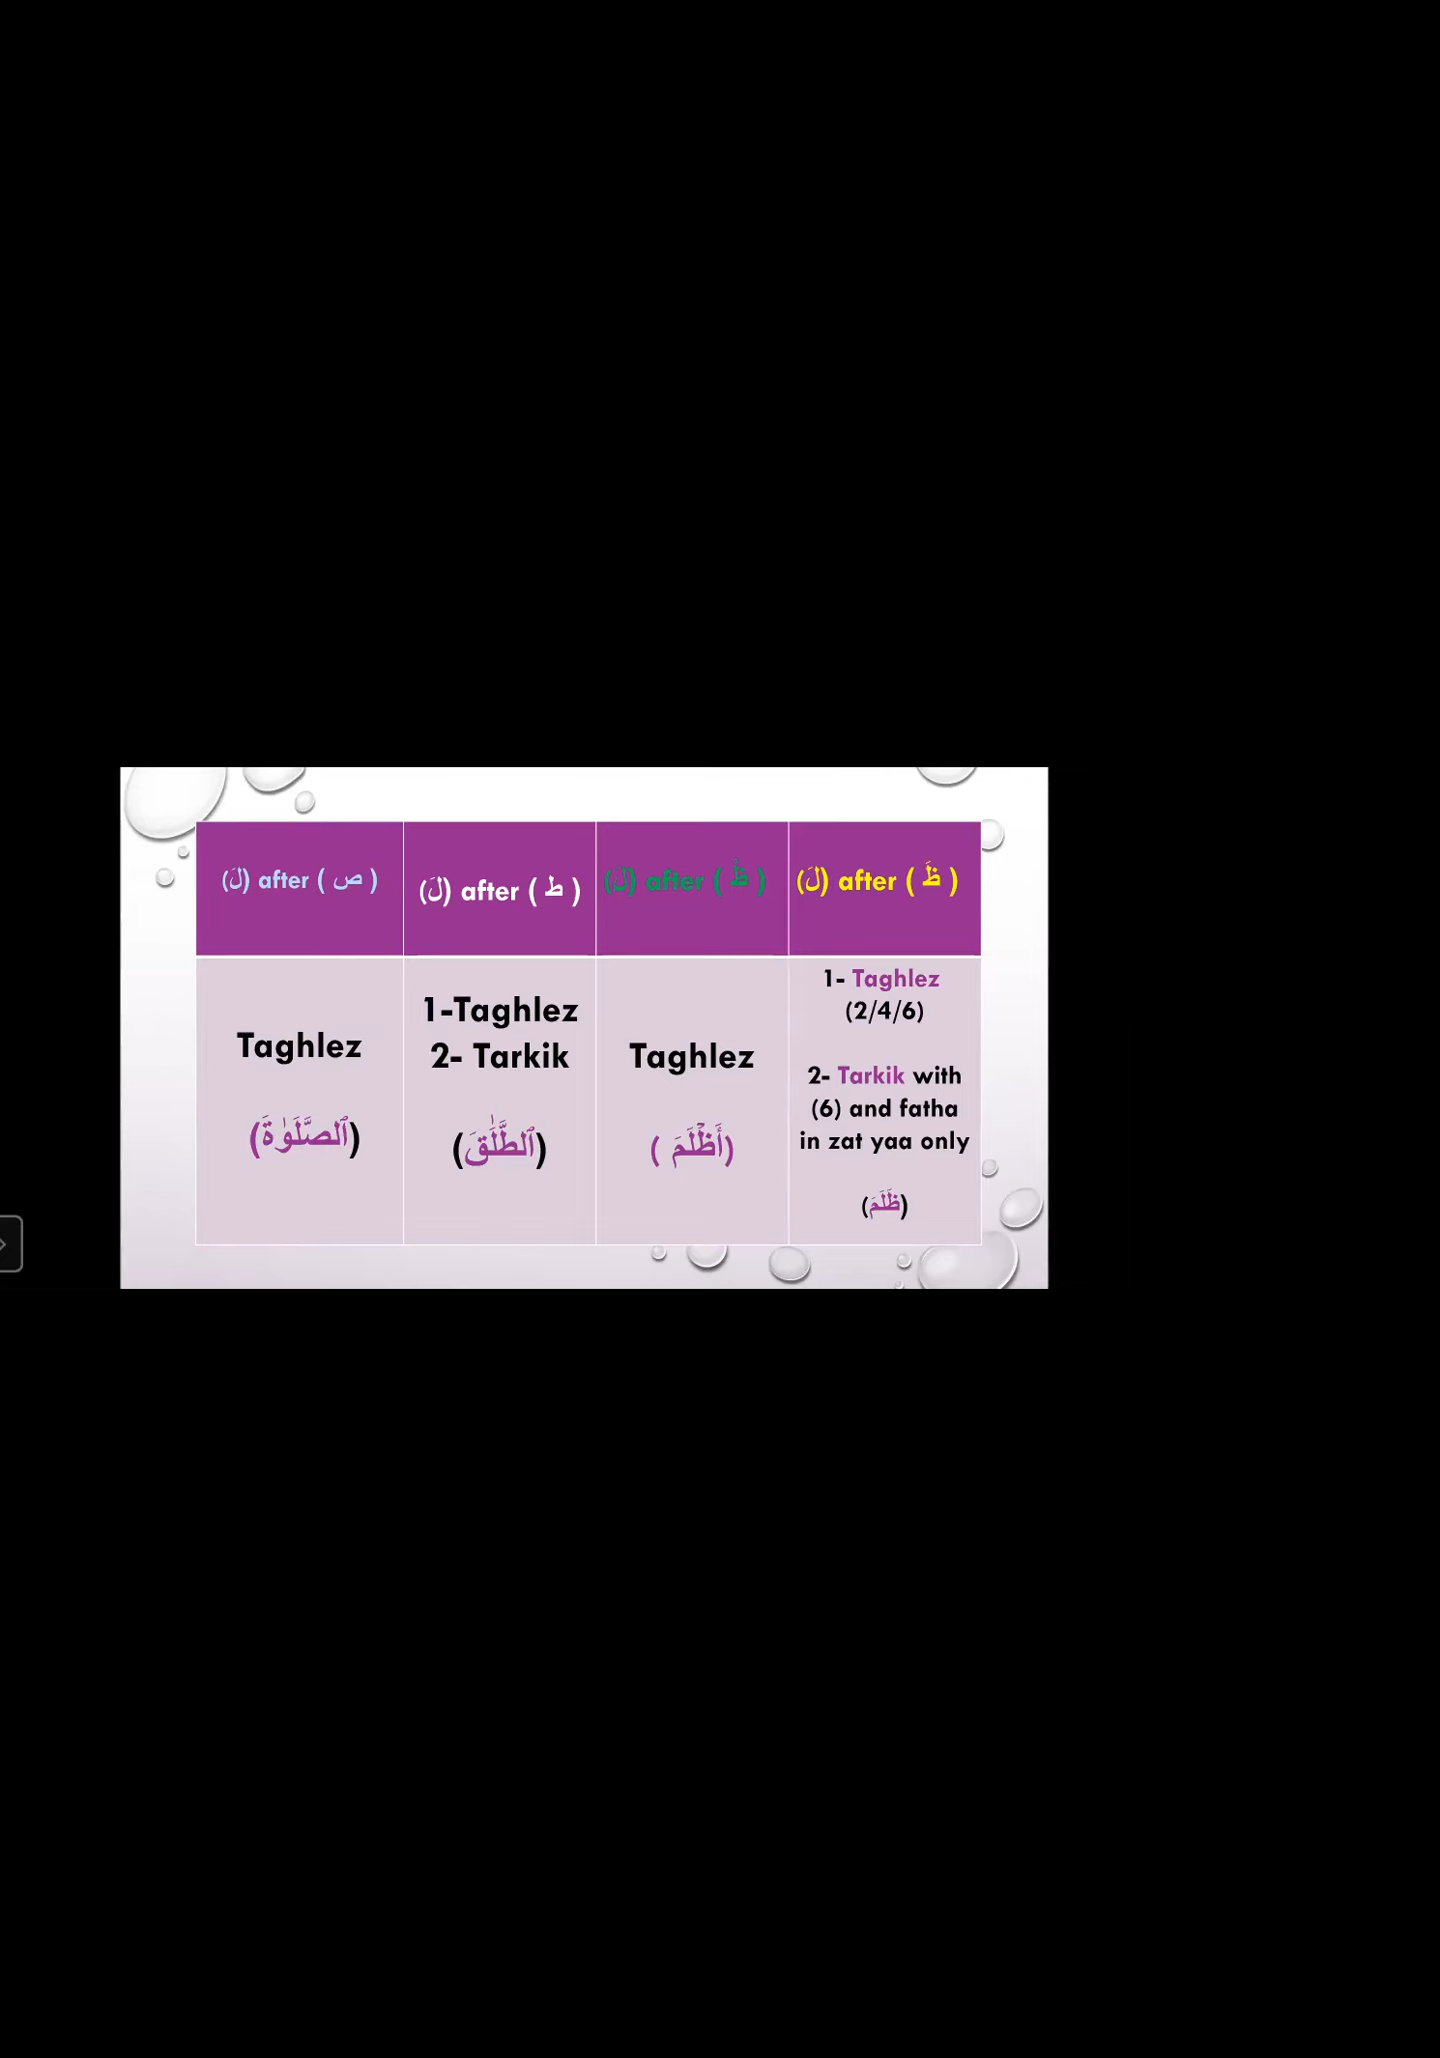 (لَ) after ( ص )
(لَ) after ( ط )
(لَ) after ( ظْ )
(لَ) after ( ظَ )
Taghlez
(ٱلصَّلَوٰةَ)
1-Taghlez
2- Tarkik
(ٱلطَّلَٰقَ)
Taghlez
(أَظْلَمَ )
1- Taghlez
(2/4/6)
2- Tarkik with
(6) and fatha
in zat yaa only
(ظَلَمَ)